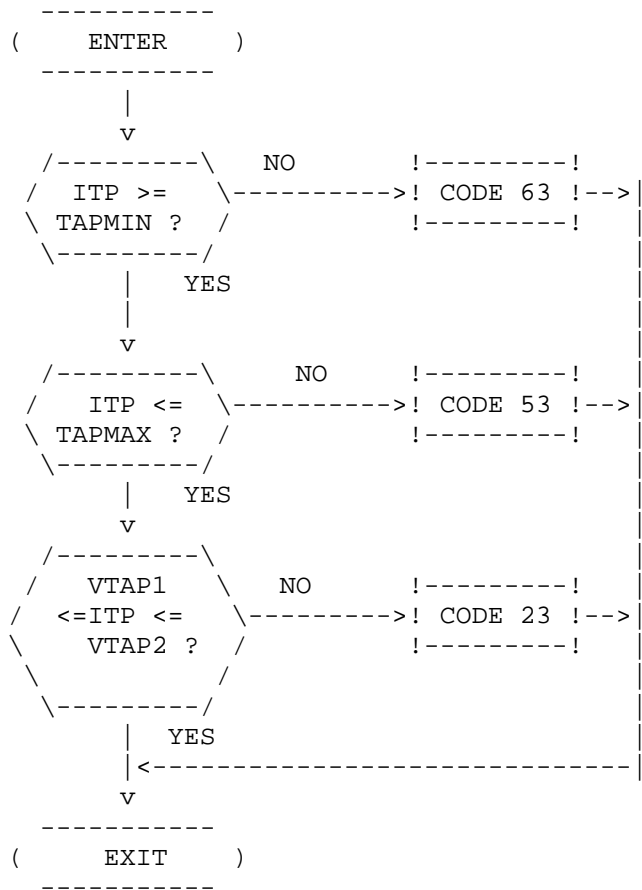 ENTER
NO
ITP >= CODE 63
TAPMIN ?
YES
NO
ITP <= CODE 53
TAPMAX ?
YES
VTAP1 NO
<=ITP <= CODE 23
VTAP2 ?
YES
EXIT